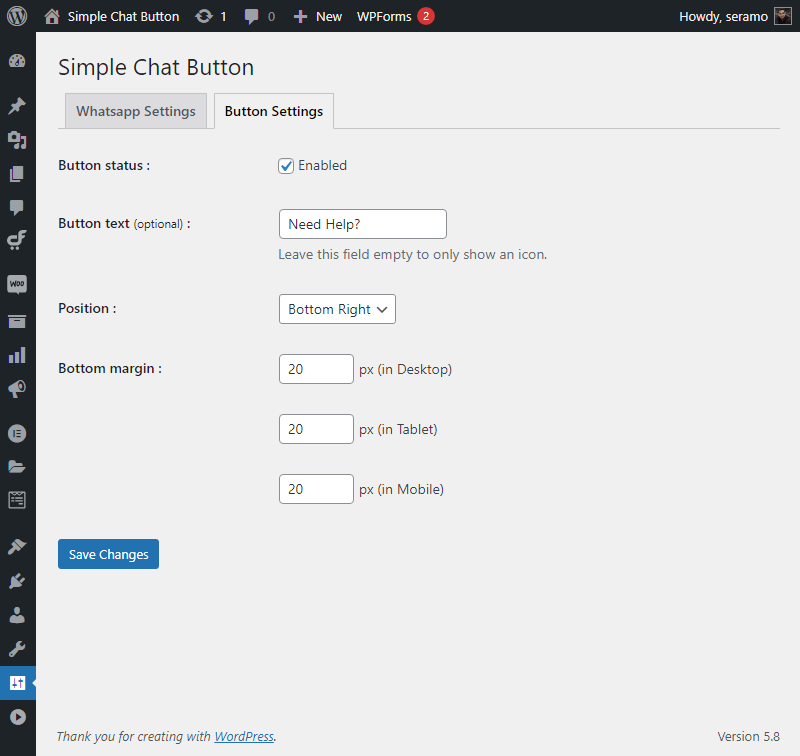 Simple Chat Button 1 0 New WPForms 2 Howdy, seramo
Simple Chat Button
Whatsapp Settings Button Settings
Button status : Enabled
Button text (optional) : Need Help?
Leave this field empty to only show an icon.
Position : Bottom Right
Bottom margin : 20 px (in Desktop)
20 px (in Tablet)
20 px (in Mobile)
Save Changes
Thank you for creating with WordPress. Version 5.8